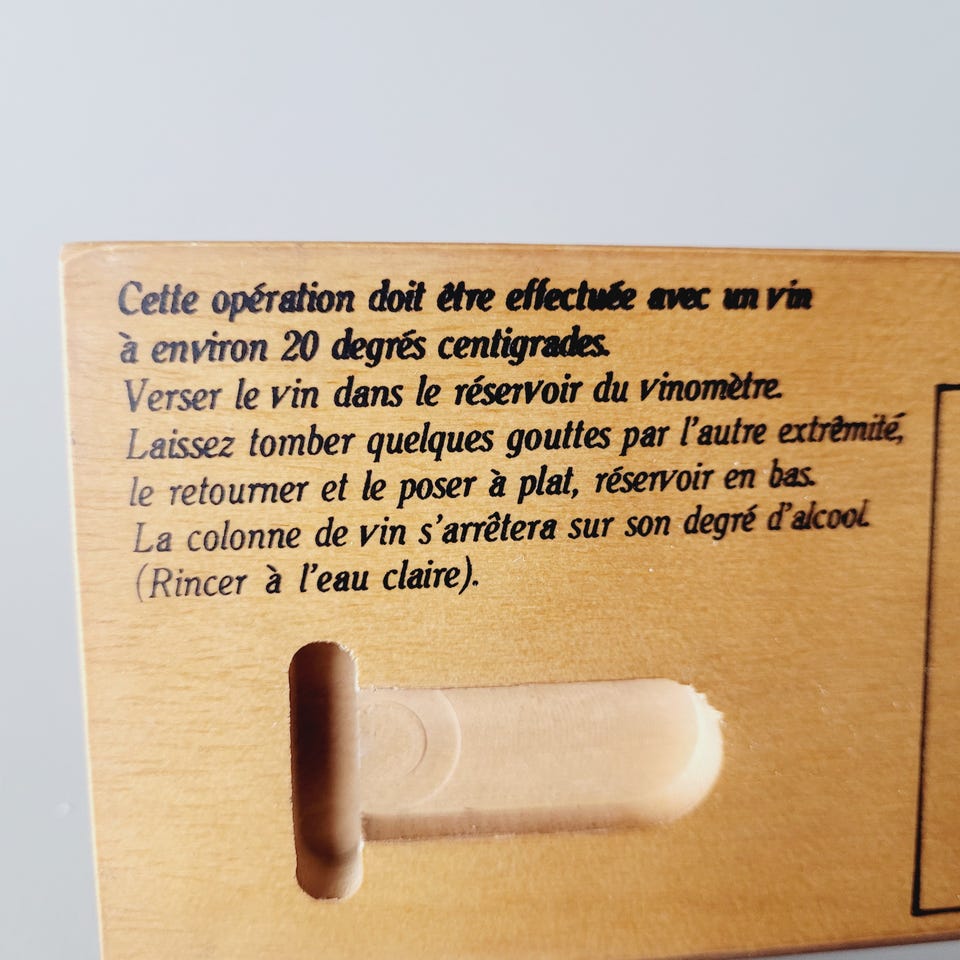 Cette opération doit être effectuée avec un vin
à environ 20 degrés centigrades.
Verser le vin dans le réservoir du vinomètre.
Laissez tomber quelques gouttes par l'autre extrêmité,
le retourner et le poser à plat, réservoir en bas.
La colonne de vin s'arrêtera sur son degré d'alcool.
(Rincer à l'eau claire).